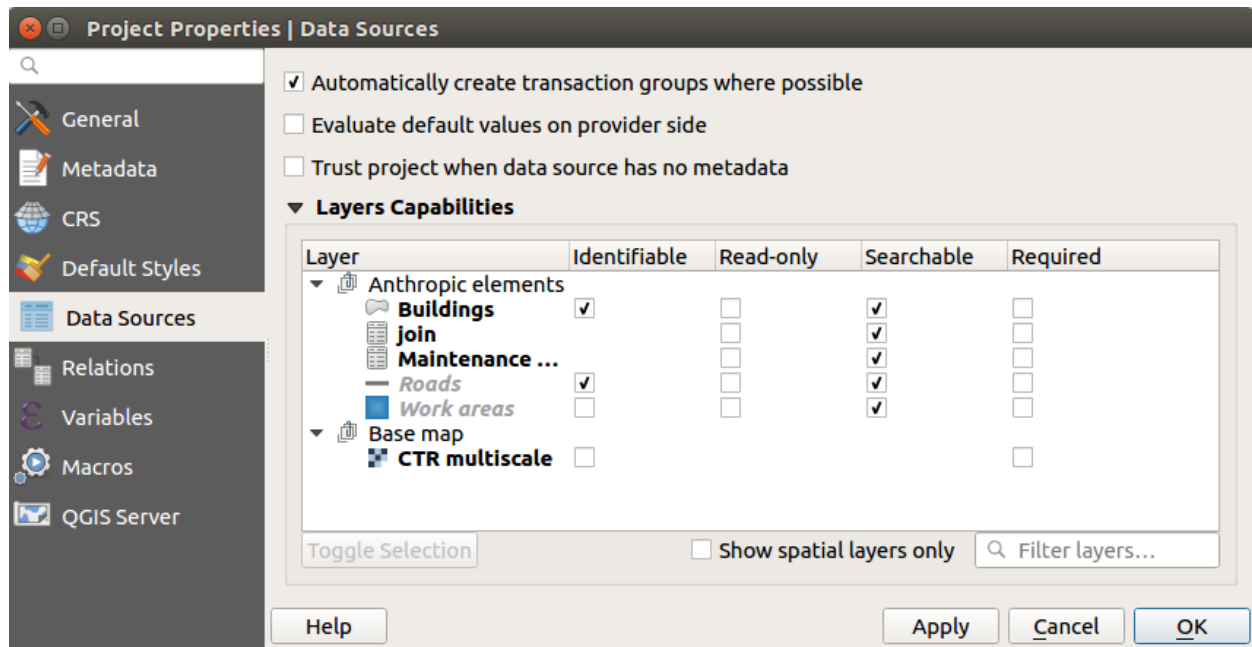 Project Properties | Data Sources
General
Metadata
CRS
Default Styles
Data Sources
Relations
Variables
Macros
QGIS Server
Automatically create transaction groups where possible
Evaluate default values on provider side
Trust project when data source has no metadata
Layers Capabilities
Layer Identifiable Read-only Searchable Required
Anthropic elements
Buildings
join
Maintenance ...
Roads
Work areas
Base map
CTR multiscale
Toggle Selection Show spatial layers only Filter layers...
Help Apply Cancel OK